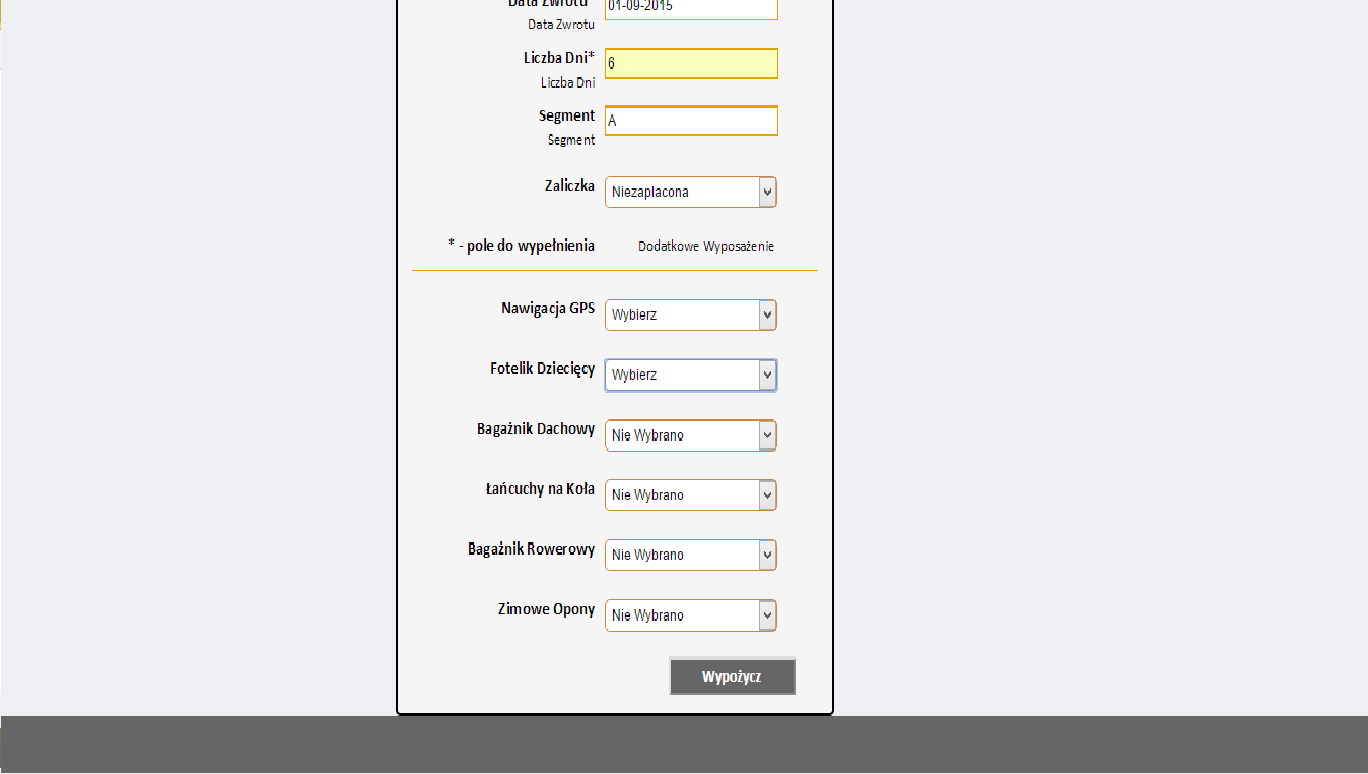 Data Zwrotu
01-09-2015
Data Zwrotu
Liczba Dni*
6
Liczba Dni
Segment
A
Segment
Zaliczka
Niezaplacona
* - pole do wypełnienia
Dodatkowe Wyposażenie
Nawigacja GPS
Wybierz
Fotelik Dziecięcy
Wybierz
Bagażnik Dachowy
Nie Wybrano
Łańcuchy na Koła
Nie Wybrano
Bagażnik Rowerowy
Nie Wybrano
Zimowe Opony
Nie Wybrano
Wypożycz